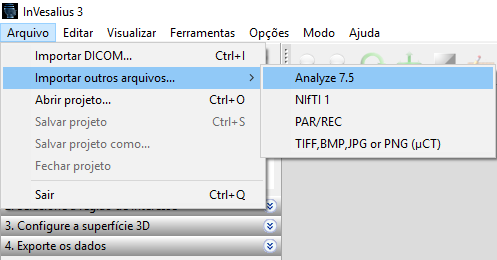 InVesalius 3
Arquivo Editar Visualizar Ferramentas Opções Modo Ajuda
Importar DICOM... Ctrl+I
Importar outros arquivos... >
Analyze 7.5
Abrir projeto... Ctrl+O
NIfTI 1
Salvar projeto Ctrl+S
PAR/REC
Salvar projeto como...
TIFF,BMP,JPG or PNG (µCT)
Fechar projeto
Sair Ctrl+Q
3. Configure a superfície 3D
4. Exporte os dados